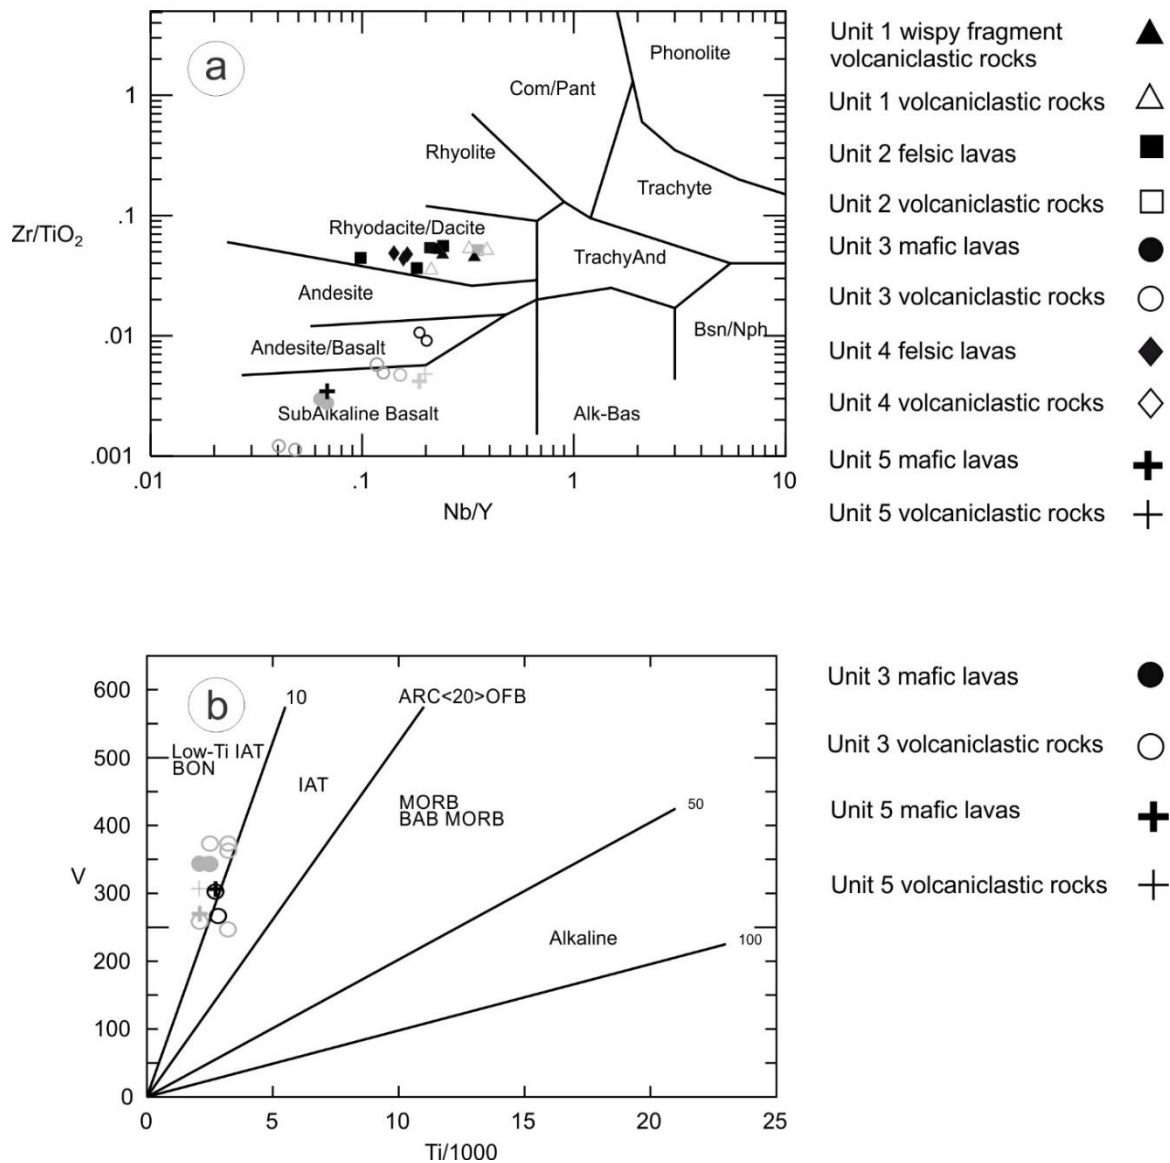 a
Phonolite
Com/Pant
Rhyolite
Trachyte
Rhyodacite/Dacite
TrachyAnd
Andesite
Bsn/Nph
Andesite/Basalt
SubAlkaline Basalt
Alk-Bas
Zr/TiO2
1
.1
.01
.001
.01
.1
1
10
Nb/Y
Unit 1 wispy fragment
volcaniclastic rocks
Unit 1 volcaniclastic rocks
Unit 2 felsic lavas
Unit 2 volcaniclastic rocks
Unit 3 mafic lavas
Unit 3 volcaniclastic rocks
Unit 4 felsic lavas
Unit 4 volcaniclastic rocks
Unit 5 mafic lavas
Unit 5 volcaniclastic rocks
b
10
ARC<20>OFB
Low-Ti IAT
BON
IAT
MORB
BAB MORB
50
Alkaline
100
V
600
500
400
300
200
100
0
0
5
10
15
20
25
Ti/1000
Unit 3 mafic lavas
Unit 3 volcaniclastic rocks
Unit 5 mafic lavas
Unit 5 volcaniclastic rocks